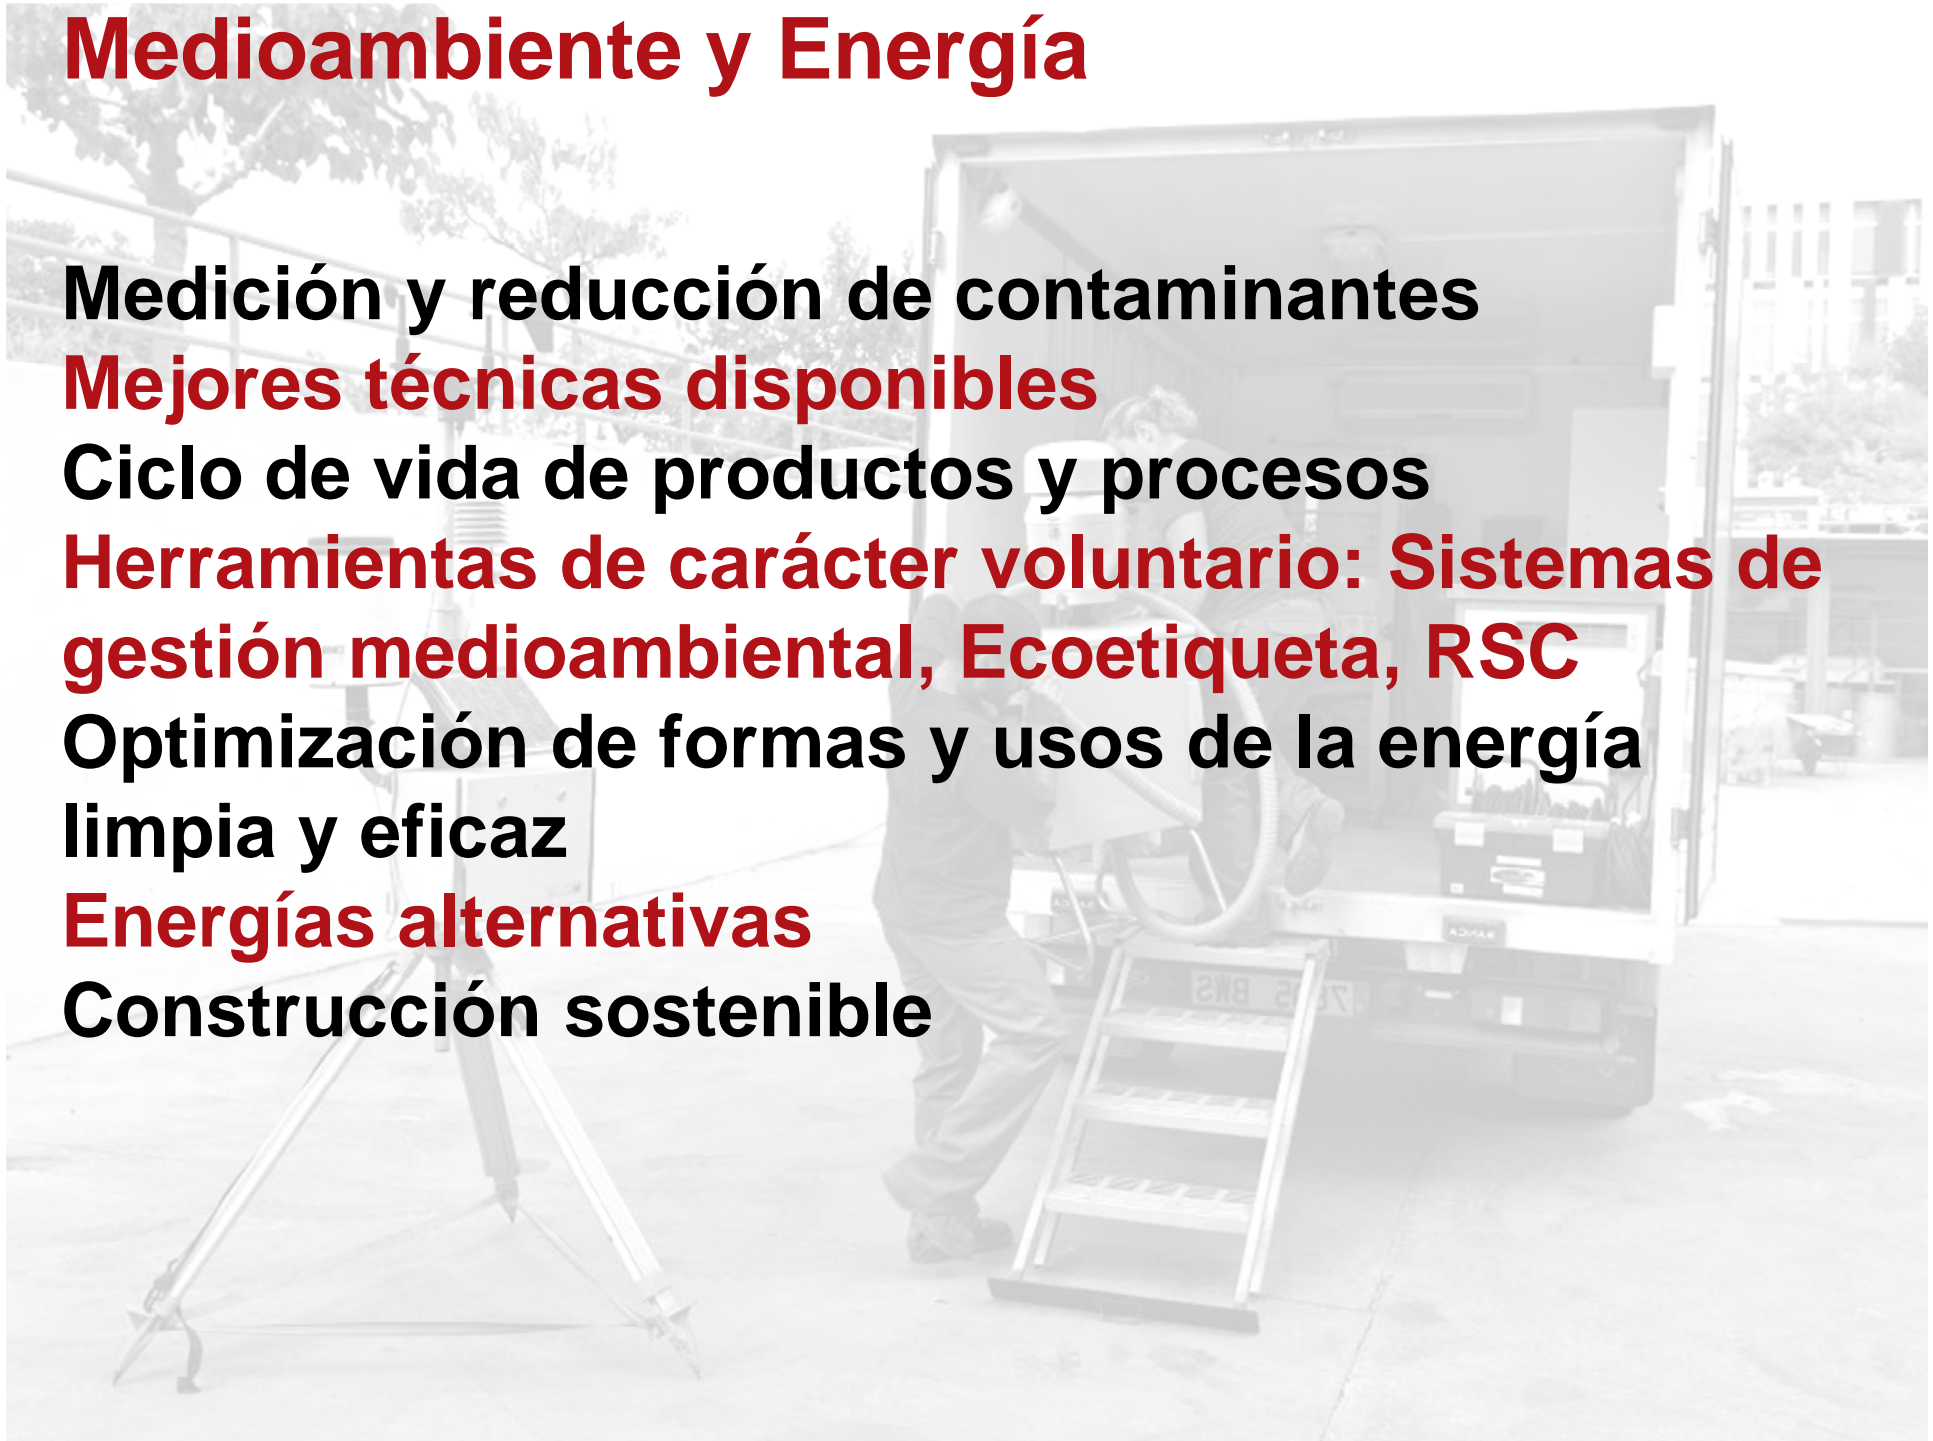 Medioambiente y Energía
Medición y reducción de contaminantes
Mejores técnicas disponibles
Ciclo de vida de productos y procesos
Herramientas de carácter voluntario: Sistemas de
gestión medioambiental, Ecoetiqueta, RSC
Optimización de formas y usos de la energía
limpia y eficaz
Energías alternativas
Construcción sostenible